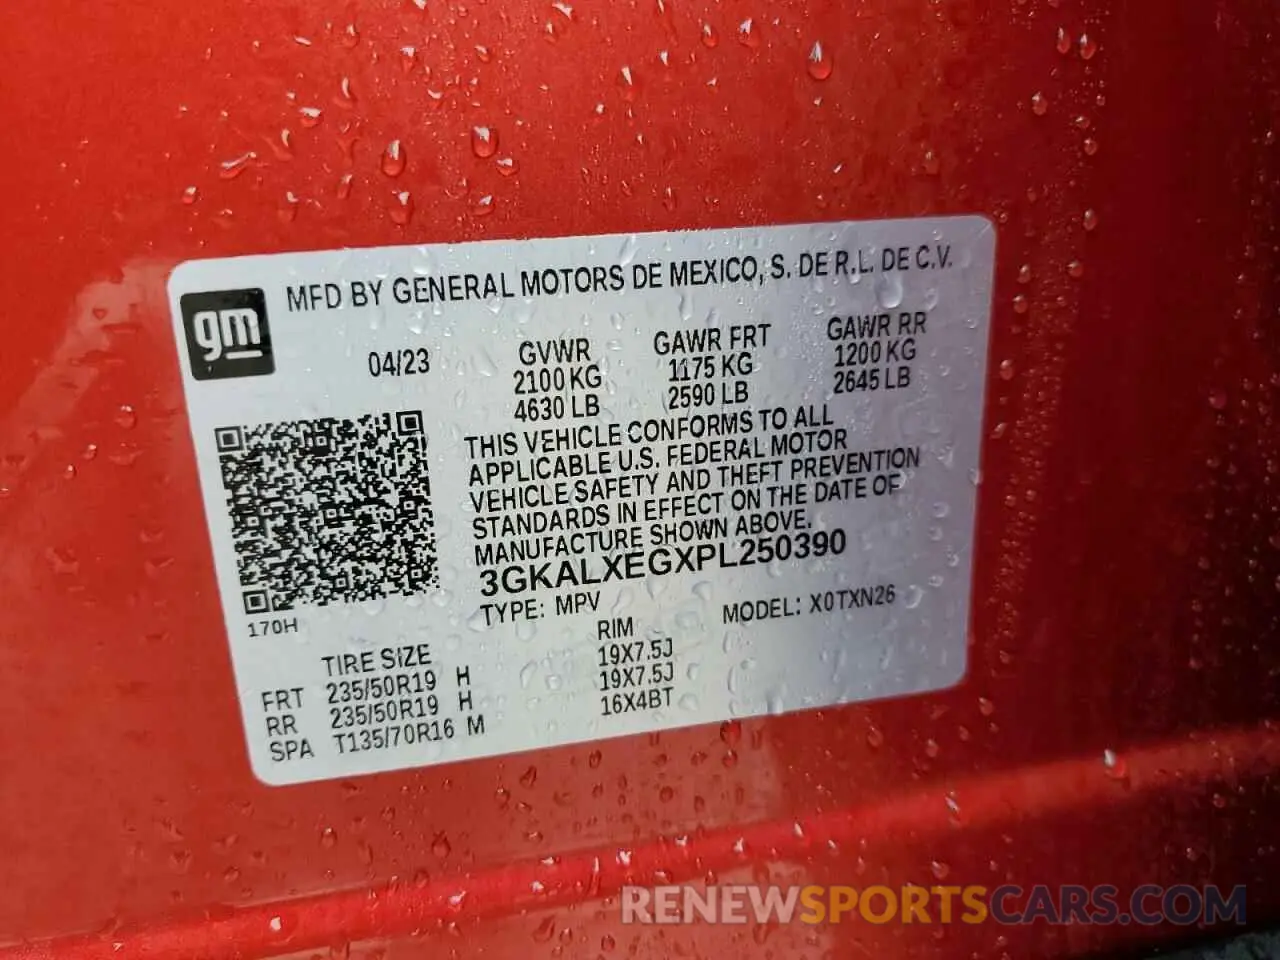 MFD BY GENERAL MOTORS DE MEXICO, S. DE R.L. DE C.V.
gm
04/23
GVWR
2100 KG
4630 LB
GAWR FRT
1175 KG
2590 LB
GAWR RR
1200 KG
2645 LB
THIS VEHICLE CONFORMS TO ALL
APPLICABLE U.S. FEDERAL MOTOR
VEHICLE SAFETY AND THEFT PREVENTION
STANDARDS IN EFFECT ON THE DATE OF
MANUFACTURE SHOWN ABOVE.
3GKALXEGXPL250390
TYPE: MPV
MODEL: X0TXN26
170H
TIRE SIZE
RIM
FRT 235/50R19 H 19X7.5J
RR 235/50R19 H 19X7.5J
SPA T135/70R16 M 16X4BT
RENEWSPORTSCARS.COM